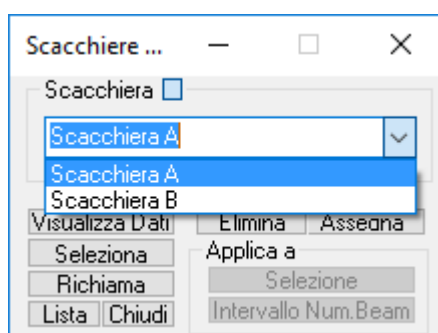 Scacchiere ...
Scacchiera
Scacchiera A
Scacchiera A
Scacchiera B
Visualizza Dati Elimina Assegna
Seleziona Applica a
Richiama Selezione
Lista Chiudi Intervallo Num.Beam